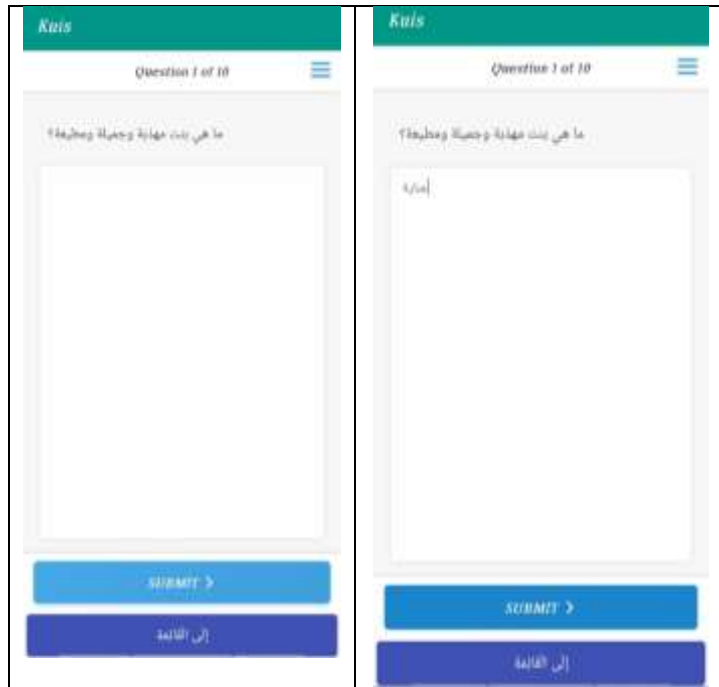 Kuis
Question 1 of 10
ما هي بنت مهذبة وجميلة ومطيعة؟
SUBMIT >
إلى القائمة
Kuis
Question 1 of 10
ما هي بنت مهذبة وجميلة ومطيعة؟
سارة
SUBMIT >
إلى القائمة